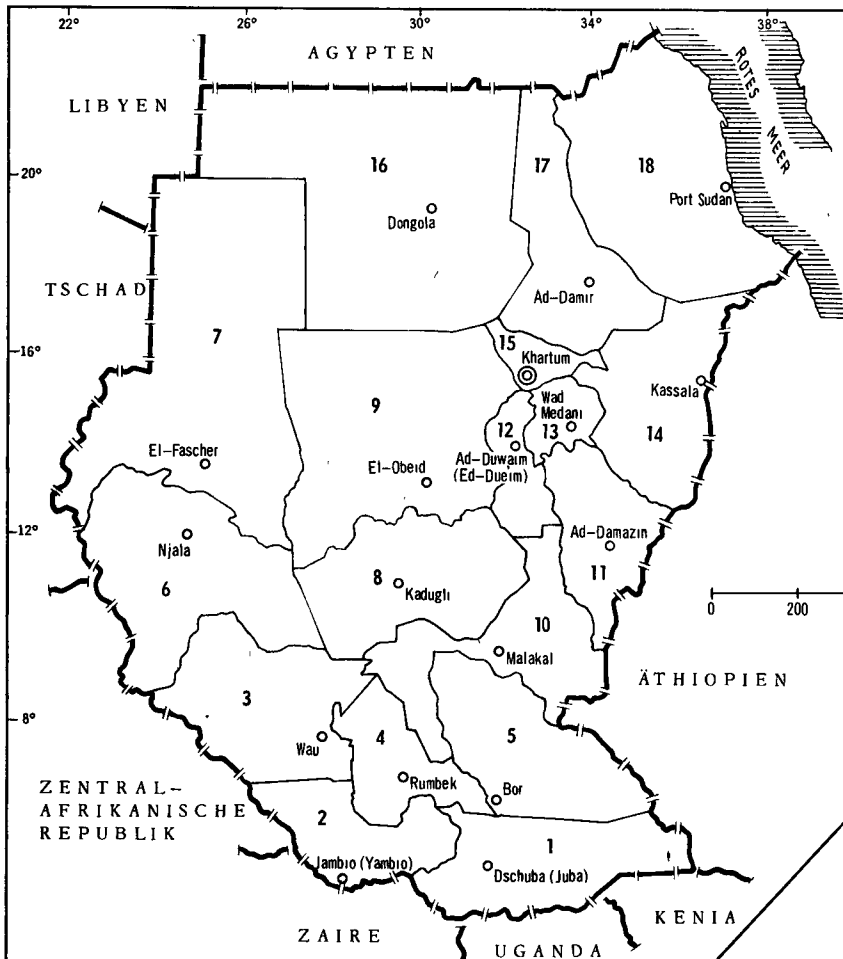 22° 26° 30° 34° 38°
AGYPTEN
LIBYEN
ROTES
MEER
16
17
18
20°
Port Sudan
Dongola
TSCHAD
Ad-Damir
7
15
16°
Khartum
Kassala
9
Wad
Medani
12
13
14
El-Fascher
El-Obeid
Ad-Duwaim
(Ed-Dueim)
12°
Njala
Ad-Damazin
11
6
8
Kadugli
0 200
10
Malakal
ÄTHIOPIEN
3
8°
4
5
Wau
Rumbek
Bor
ZENTRAL-
AFRIKANISCHE
REPUBLIK
2
1
Jambio (Yambio)
Dschuba (Juba)
KENIA
ZAIRE
UGANDA